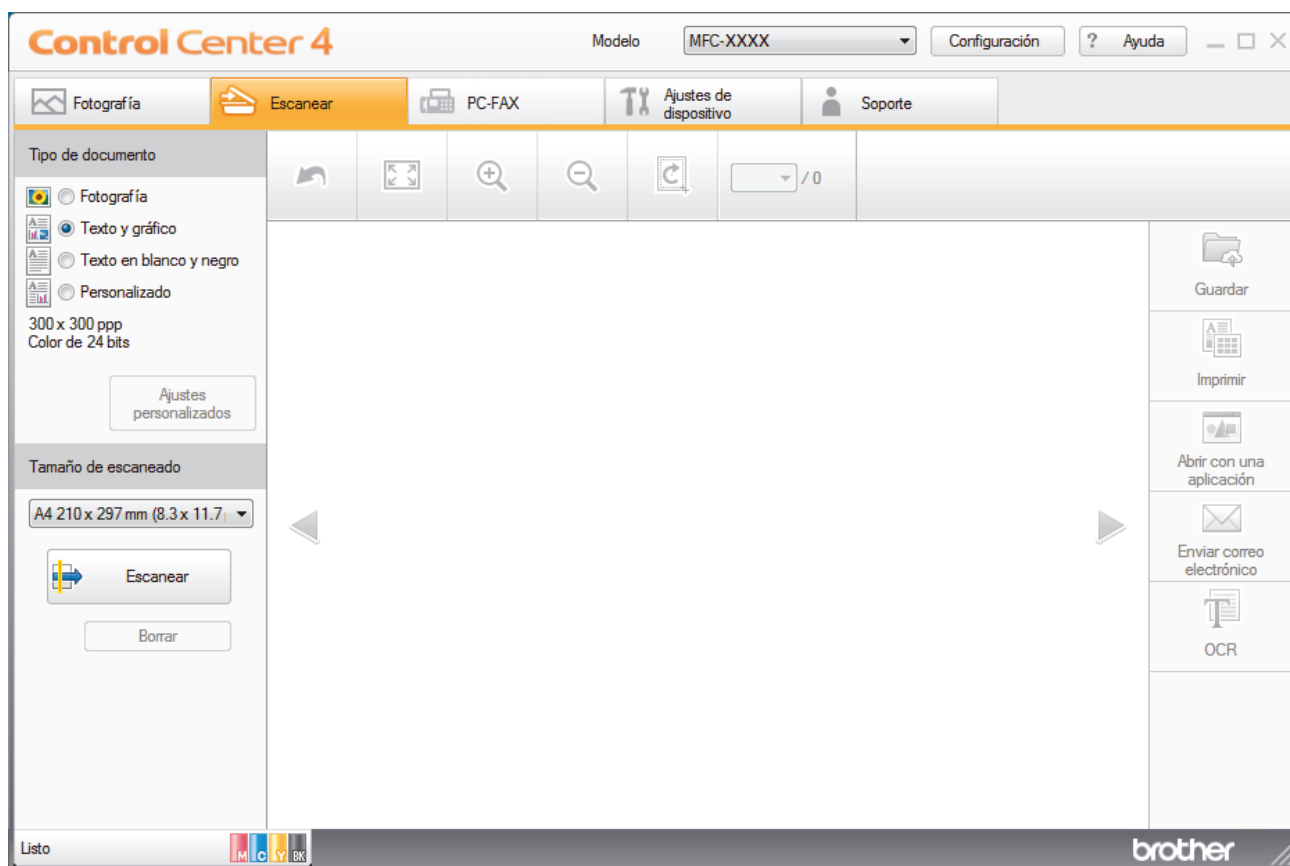 Control Center 4
Modelo
MFC-XXXX
Configuración
? Ayuda
Fotografía
Escanear
PC-FAX
Ajustes de
dispositivo
Soporte
Tipo de documento
Fotografía
Texto y gráfico
Texto en blanco y negro
Personalizado
300 x 300 ppp
Color de 24 bits
Ajustes
personalizados
Tamaño de escaneado
A4 210 x 297 mm (8.3 x 11.7
Escanear
Borrar
/ 0
Guardar
Imprimir
Abrir con una
aplicación
Enviar correo
electrónico
OCR
Listo
M C Y BK
brother